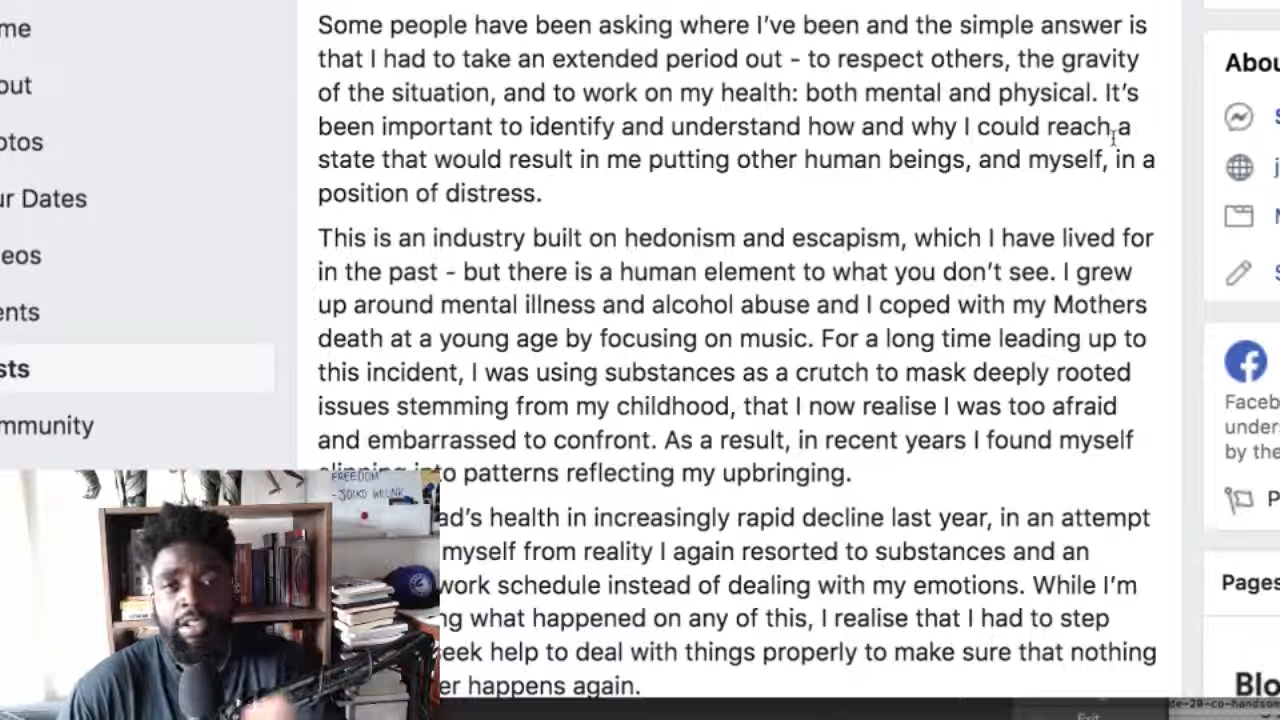 Some people have been asking where I've been and the simple answer is
that I had to take an extended period out - to respect others, the gravity
of the situation, and to work on my health: both mental and physical. It's
been important to identify and understand how and why I could reach a
state that would result in me putting other human beings, and myself, in a
position of distress.
This is an industry built on hedonism and escapism, which I have lived for
in the past - but there is a human element to what you don't see. I grew
up around mental illness and alcohol abuse and I coped with my Mothers
death at a young age by focusing on music. For a long time leading up to
this incident, I was using substances as a crutch to mask deeply rooted
issues stemming from my childhood, that I now realise I was too afraid
and embarrassed to confront. As a result, in recent years I found myself
patterns reflecting my upbringing.
ad's health in increasingly rapid decline last year, in an attempt
myself from reality I again resorted to substances and an
work schedule instead of dealing with my emotions. While I'm
ng what happened on any of this, I realise that I had to step
eek help to deal with things properly to make sure that nothing
er happens again.
me
out
otos
ur Dates
eos
ents
sts
mmunity
Abou
S
j
N
S
Faceb
under
by the
P
Pages
Blo
FREEDOM